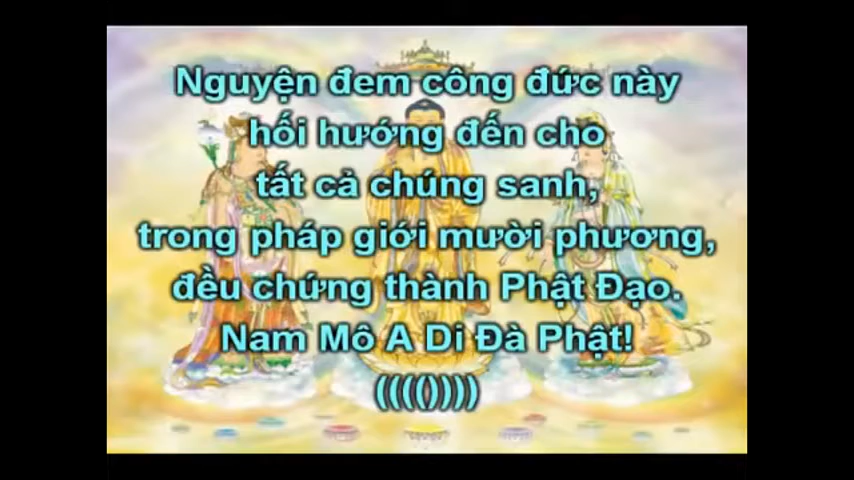 Nguyện đem công đức này
hối hướng đến cho
tất cả chúng sanh,
trong pháp giới mười phương,
đều chứng thành Phật Đạo.
Nam Mô A Di Đà Phật!
(((())))